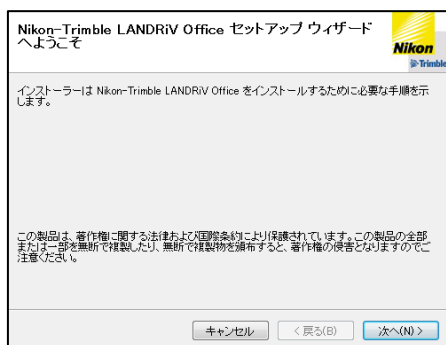 Nikon-Trimble LANDRiV Office セットアップ ウィザード
へようこそ
Nikon
Trimble
インストーラーは Nikon-Trimble LANDRiV Office をインストールするために必要な手順を示
します。
この製品は、著作権に関する法律および国際条約により保護されています。この製品の全部
または一部を無断で複製したり、無断で複製物を頒布すると、著作権の侵害となりますのでご
注意ください。
キャンセル
< 戻る(B)
次へ(N) >